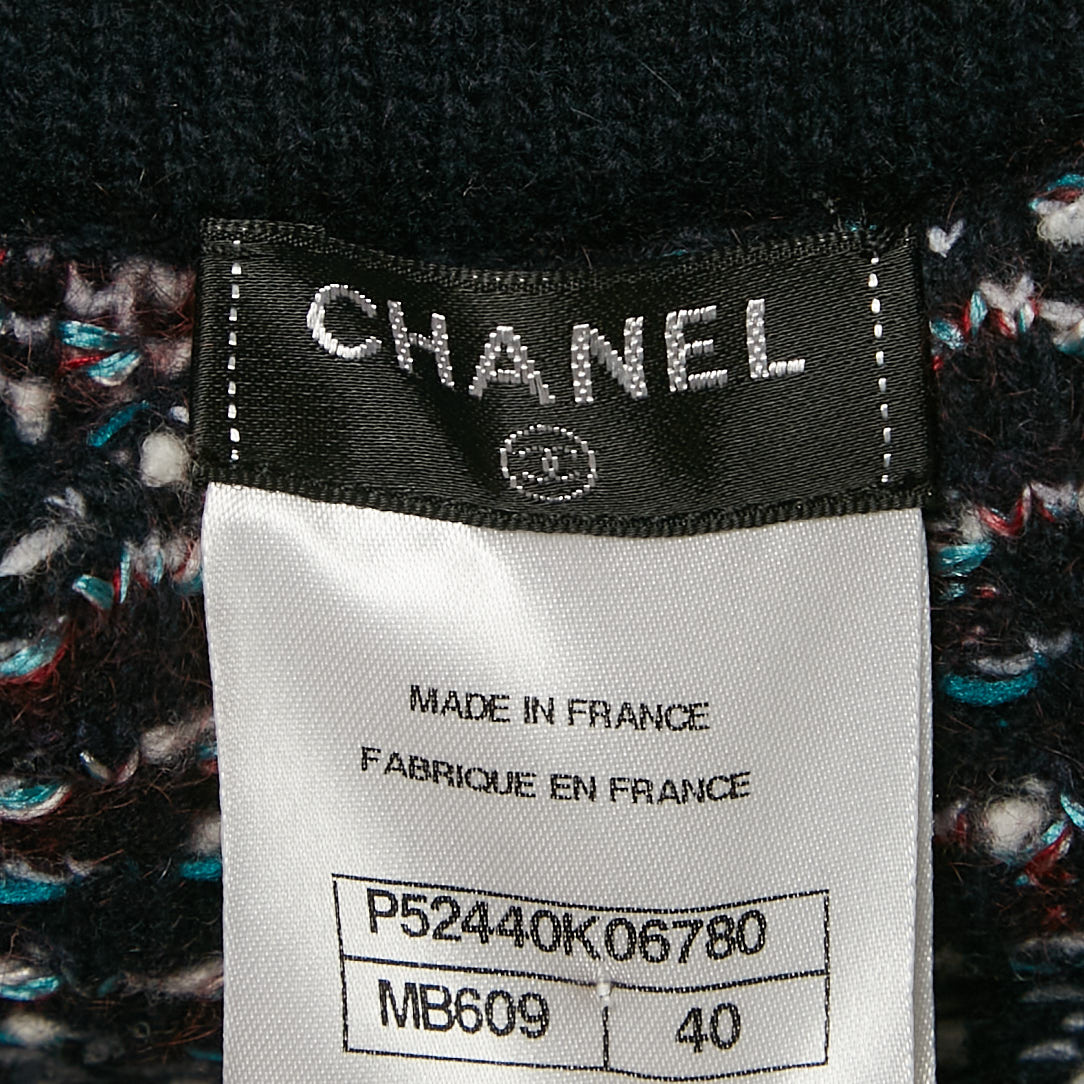 CHANEL
MADE IN FRANCE
FABRIQUE EN FRANCE
P52440K06780
MB609 40